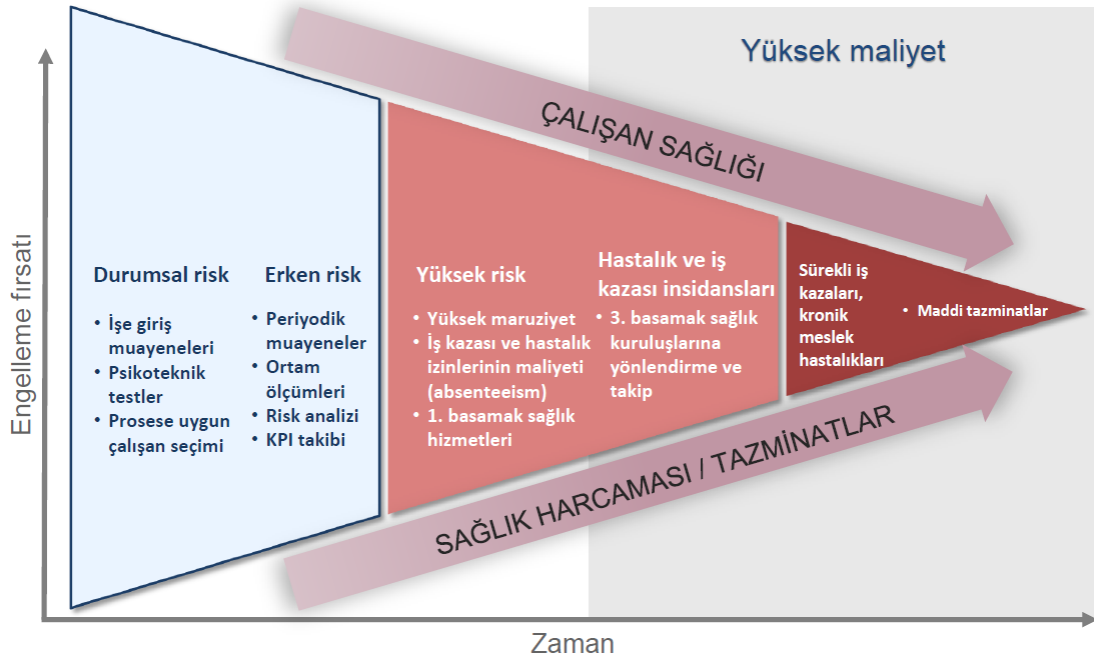 Yüksek maliyet
ÇALIŞAN SAĞLIĞI
Engelleme fırsatı
Durumsal risk
• İşe giriş
muayeneleri
• Psikoteknik
testler
• Prosese uygun
çalışan seçimi
Erken risk
• Periyodik
muayeneler
• Ortam
ölçümleri
• Risk analizi
• KPI takibi
Yüksek risk
• Yüksek maruziyet
• İş kazası ve hastalık
izinlerinin maliyeti
(absenteeism)
• 1. basamak sağlık
hizmetleri
Hastalık ve iş
kazası insidansları
• 3. basamak sağlık
kuruluşlarına
yönlendirme ve
takip
Sürekli iş
kazaları,
kronik
meslek
hastalıkları
• Maddi tazminatlar
SAĞLIK HARCAMASI / TAZMİNATLAR
Zaman